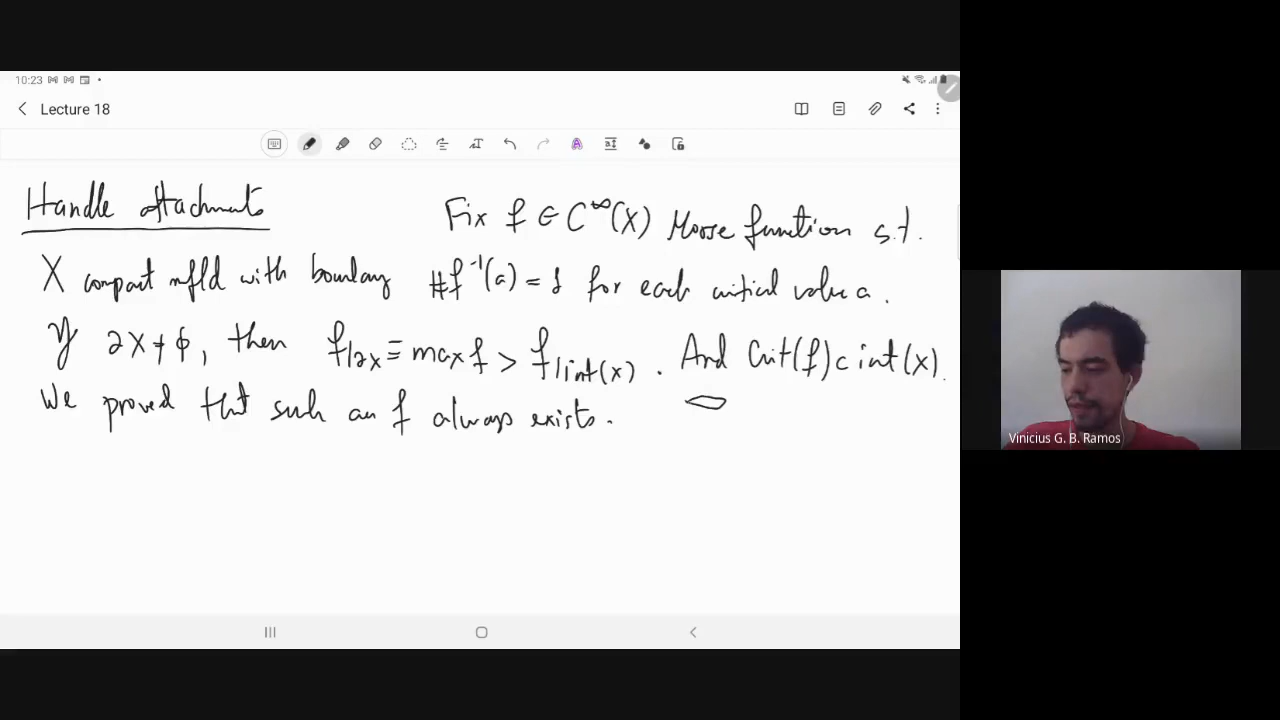 10:23
Lecture 18
Handle attachments
Fix f ∈ C^∞(X) Morse function s.t.
X compact mfld with boundary #f^{-1}(a) = 1 for each critical value a.
If ∂X ≠ ∅, then f|∂X ≡ max f > f|int(X). And Crit(f) ⊂ int(X).
We proved that such an f always exists.
Vinicius G. B. Ramos